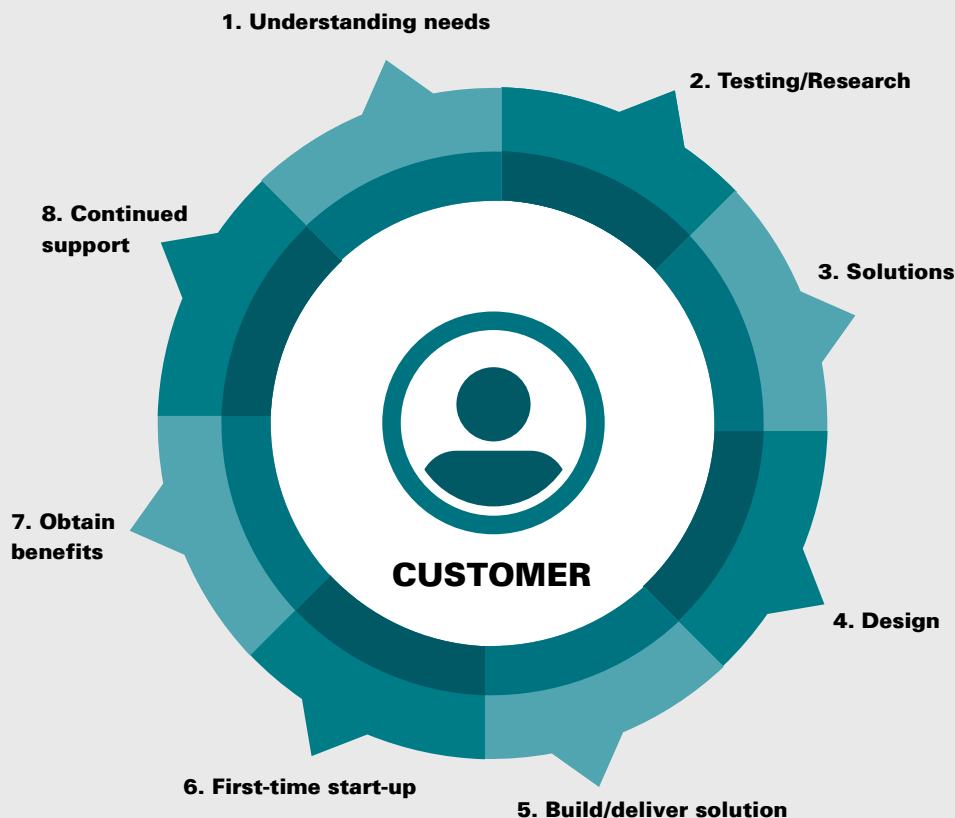 1. Understanding needs
2. Testing/Research
3. Solutions
4. Design
5. Build/deliver solution
6. First-time start-up
7. Obtain
benefits
8. Continued
support
CUSTOMER